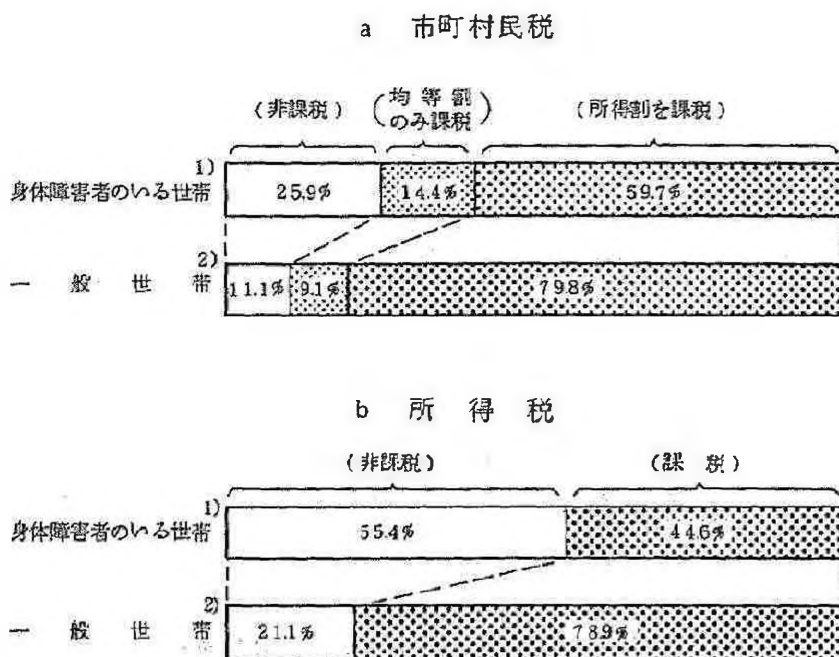 a 市町村民税
(非課税) (均等割のみ課税) (所得割を課税)
1)
身体障害者のいる世帯 25.9% 14.4% 59.7%
2)
一般世帯 11.1% 9.1% 79.8%
b 所得税
(非課税) (課税)
1)
身体障害者のいる世帯 55.4% 44.6%
2)
一般世帯 21.1% 78.9%